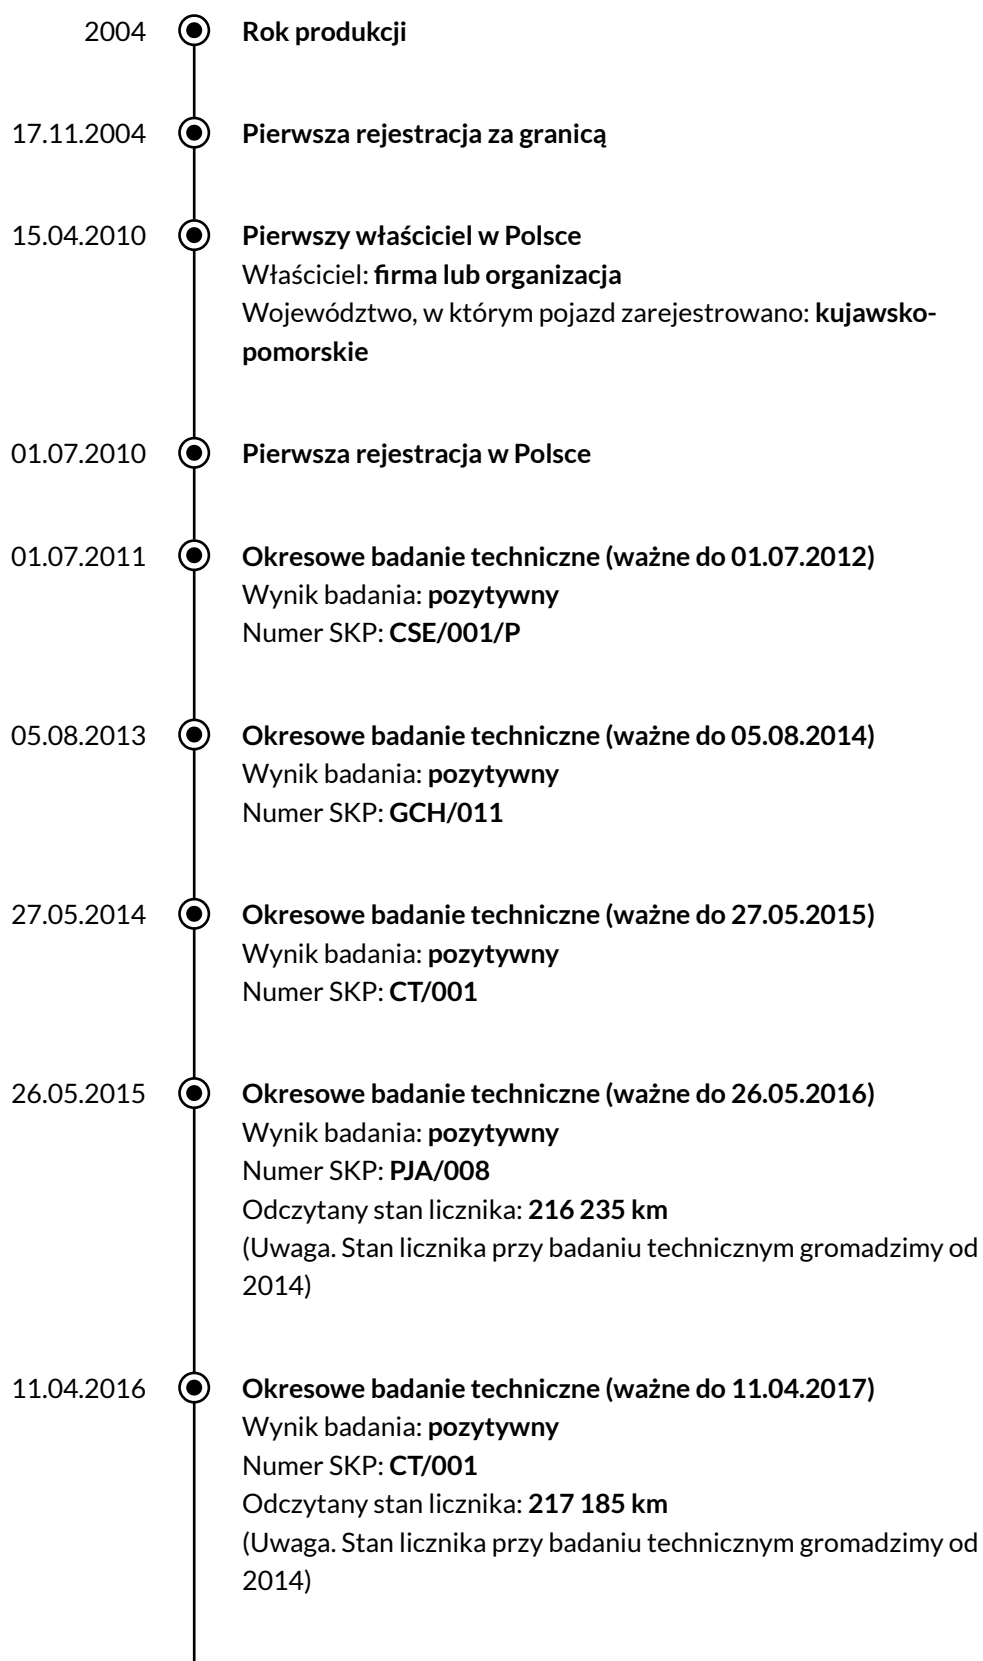 2004 Rok produkcji
17.11.2004 Pierwsza rejestracja za granicą
15.04.2010 Pierwszy właściciel w Polsce
Właściciel: firma lub organizacja
Województwo, w którym pojazd zarejestrowano: kujawsko-
pomorskie
01.07.2010 Pierwsza rejestracja w Polsce
01.07.2011 Okresowe badanie techniczne (ważne do 01.07.2012)
Wynik badania: pozytywny
Numer SKP: CSE/001/P
05.08.2013 Okresowe badanie techniczne (ważne do 05.08.2014)
Wynik badania: pozytywny
Numer SKP: GCH/011
27.05.2014 Okresowe badanie techniczne (ważne do 27.05.2015)
Wynik badania: pozytywny
Numer SKP: CT/001
26.05.2015 Okresowe badanie techniczne (ważne do 26.05.2016)
Wynik badania: pozytywny
Numer SKP: PJA/008
Odczytany stan licznika: 216 235 km
(Uwaga. Stan licznika przy badaniu technicznym gromadzimy od
2014)
11.04.2016 Okresowe badanie techniczne (ważne do 11.04.2017)
Wynik badania: pozytywny
Numer SKP: CT/001
Odczytany stan licznika: 217 185 km
(Uwaga. Stan licznika przy badaniu technicznym gromadzimy od
2014)